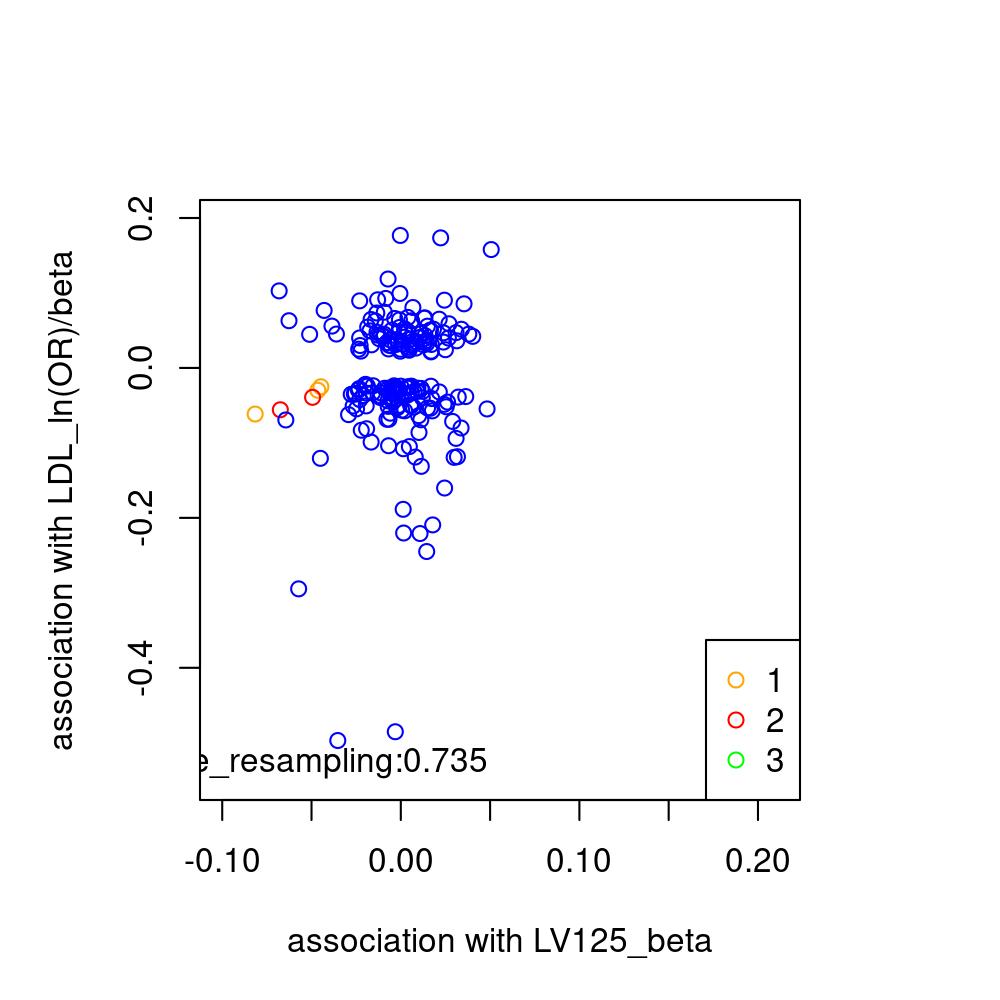 association with LDL_ln(OR)/beta
0.2
0.0
-0.2
-0.4
e_resampling:0.735
1
2
3
-0.10 0.00 0.10 0.20
association with LV125_beta